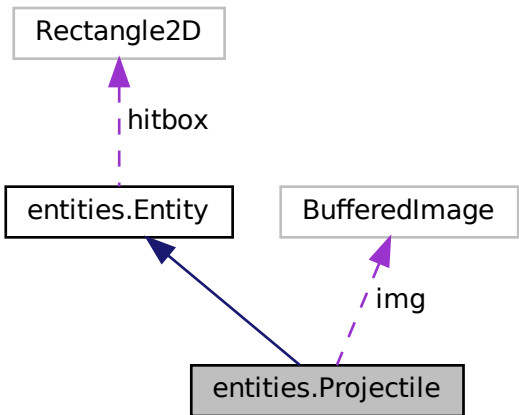 Rectangle2D
hitbox
entities.Entity
BufferedImage
img
entities.Projectile